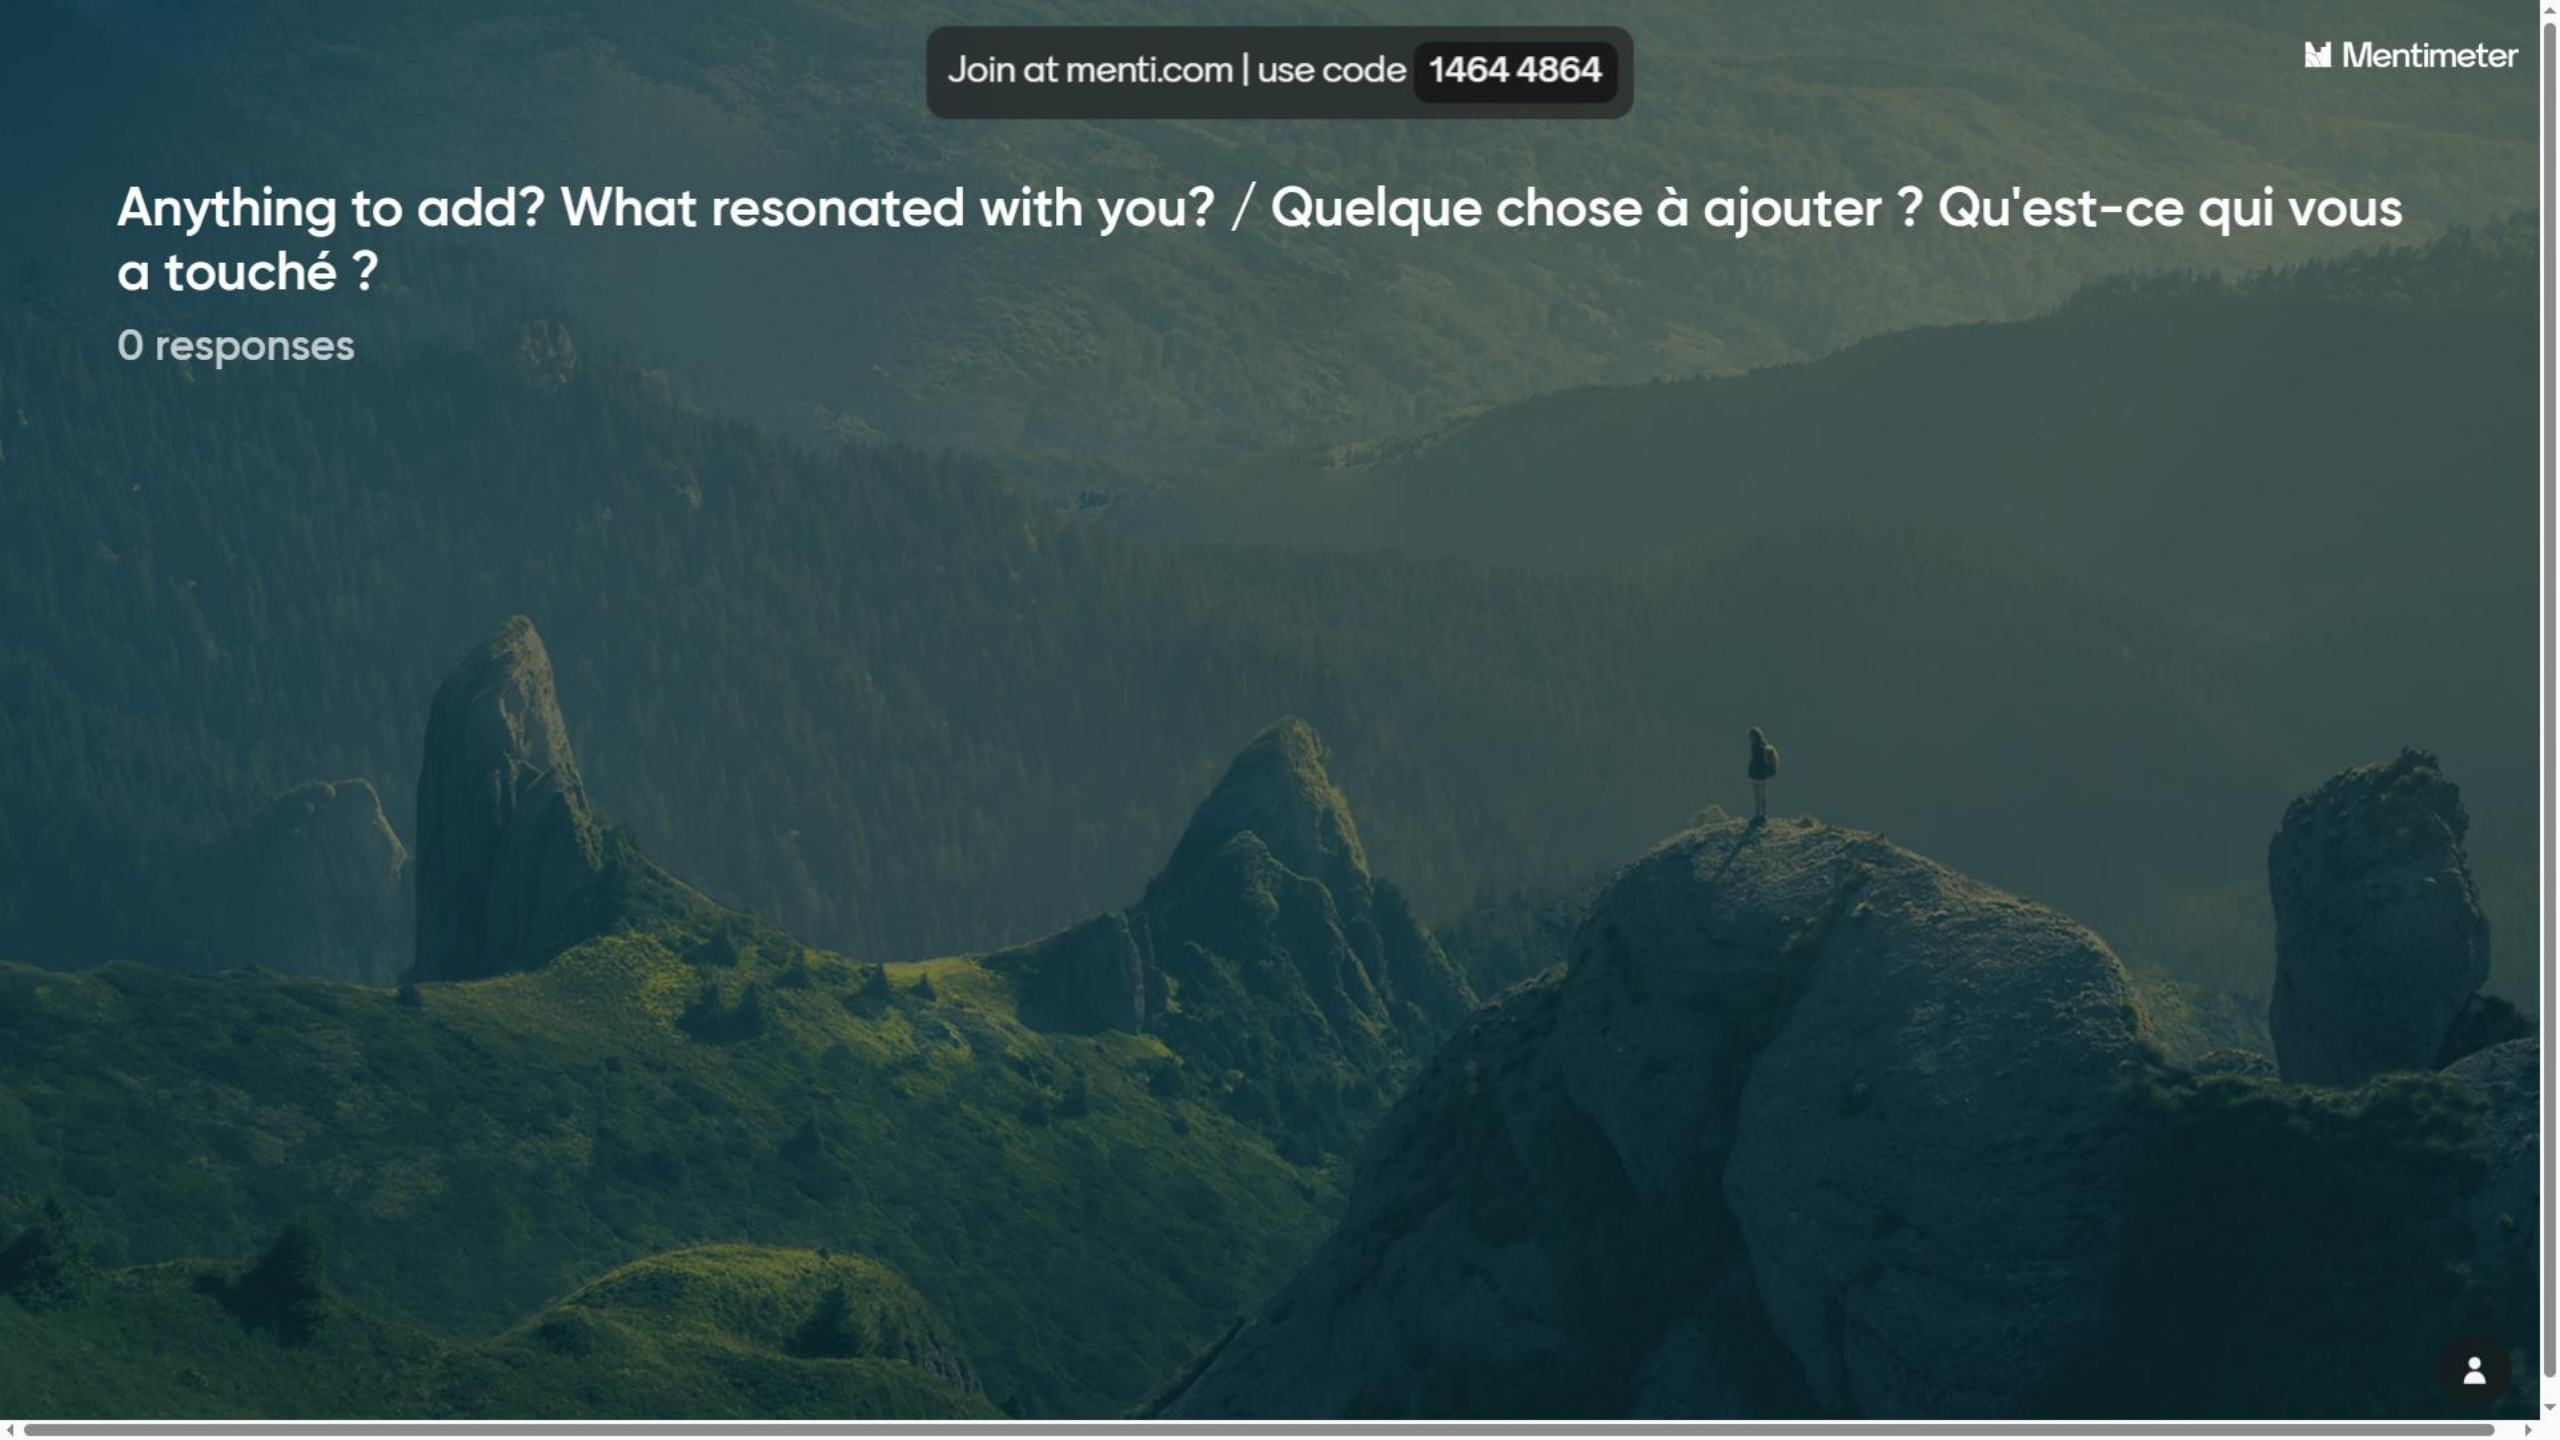 Join at menti.com | use code 1464 4864
Mentimeter
Anything to add? What resonated with you? / Quelque chose à ajouter ? Qu'est-ce qui vous
a touché ?
0 responses